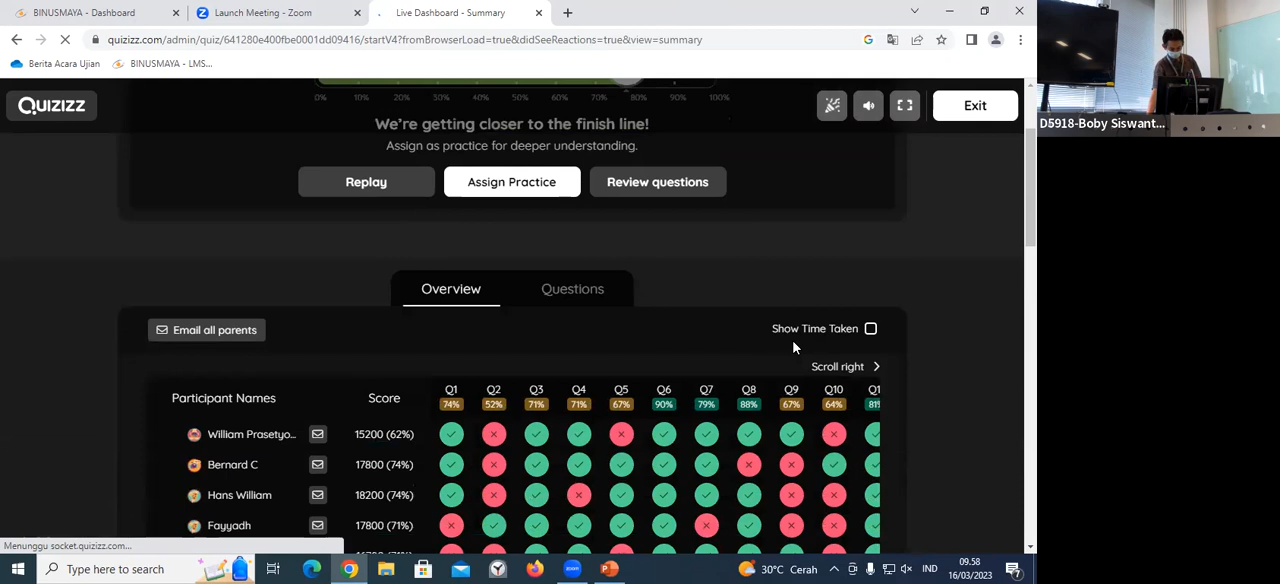 BINUSMAYA - Dashboard
Launch Meeting - Zoom
Live Dashboard - Summary
quizizz.com/admin/quiz/641280e400fbe0001dd09416/startV4?fromBrowserLoad=true&didSeeReactions=true&view=summary
Berita Acara Ujian
BINUSMAYA - LMS...
D5918-Boby Siswant...
QUIZIZZ
Exit
0% 10% 20% 30% 40% 50% 60% 70% 80% 90% 100%
We're getting closer to the finish line!
Assign as practice for deeper understanding.
Replay
Assign Practice
Review questions
Overview
Questions
Email all parents
Show Time Taken
Scroll right
Participant Names
Score
Q1 Q2 Q3 Q4 Q5 Q6 Q7 Q8 Q9 Q10 Q1
74% 52% 71% 71% 67% 90% 79% 88% 67% 64% 81%
William Prasetyo... 15200 (62%)
Bernard C 17800 (74%)
Hans William 18200 (74%)
Fayyadh 17800 (71%)
Menunggu socket.quizizz.com...
Type here to search
zoom
30°C Cerah
IND
09.58
16/03/2023